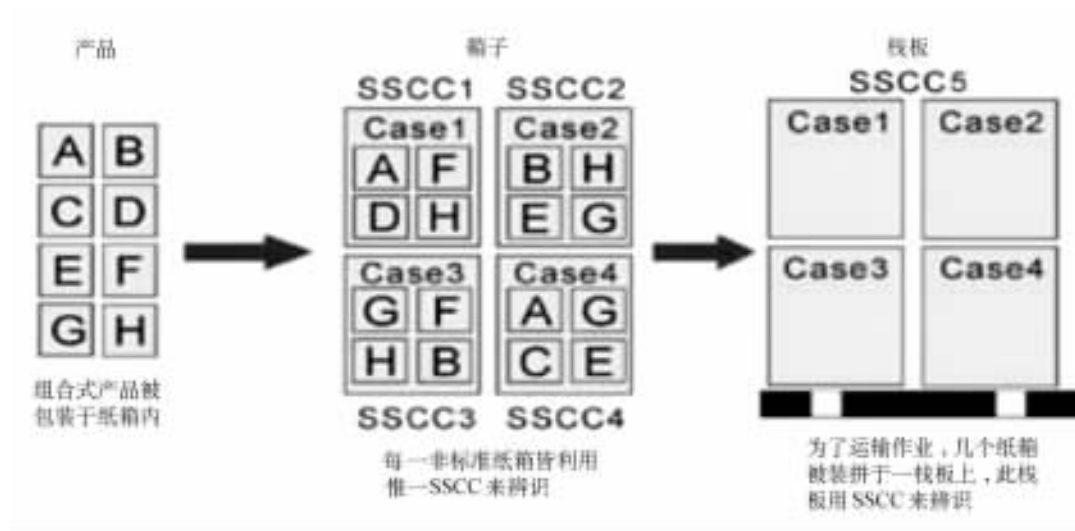 产品
A B
C D
E F
G H
组合式产品被
包装于纸箱内
箱子
SSCC1 SSCC2
Case1
A F
D H
Case2
B H
E G
Case3
G F
H B
Case4
A G
C E
SSCC3 SSCC4
每一非标准纸箱皆利用
惟一SSCC来辨识
栈板
SSCC5
Case1 Case2
Case3 Case4
为了运输作业，几个纸箱
被装拼于一栈板上，此栈
板用SSCC来辨识